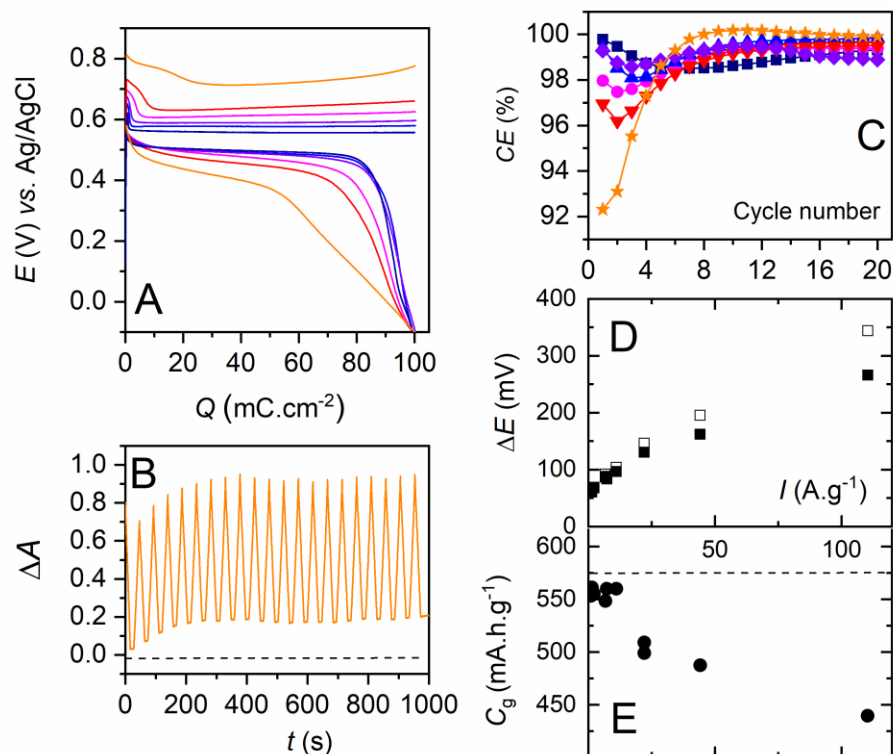 0.8
0.6
0.4
0.2
0.0
E (V) vs. Ag/AgCl
A
0 20 40 60 80 100
Q (mC.cm⁻²)
1.0
0.8
0.6
0.4
0.2
0.0
ΔA
B
0 200 400 600 800 1000
t (s)
100
98
96
94
92
CE (%)
C
Cycle number
0 4 8 12 16 20
400
300
200
100
0
ΔE (mV)
D
I (A.g⁻¹)
50 100
600
550
500
450
C_g (mA.h.g⁻¹)
E